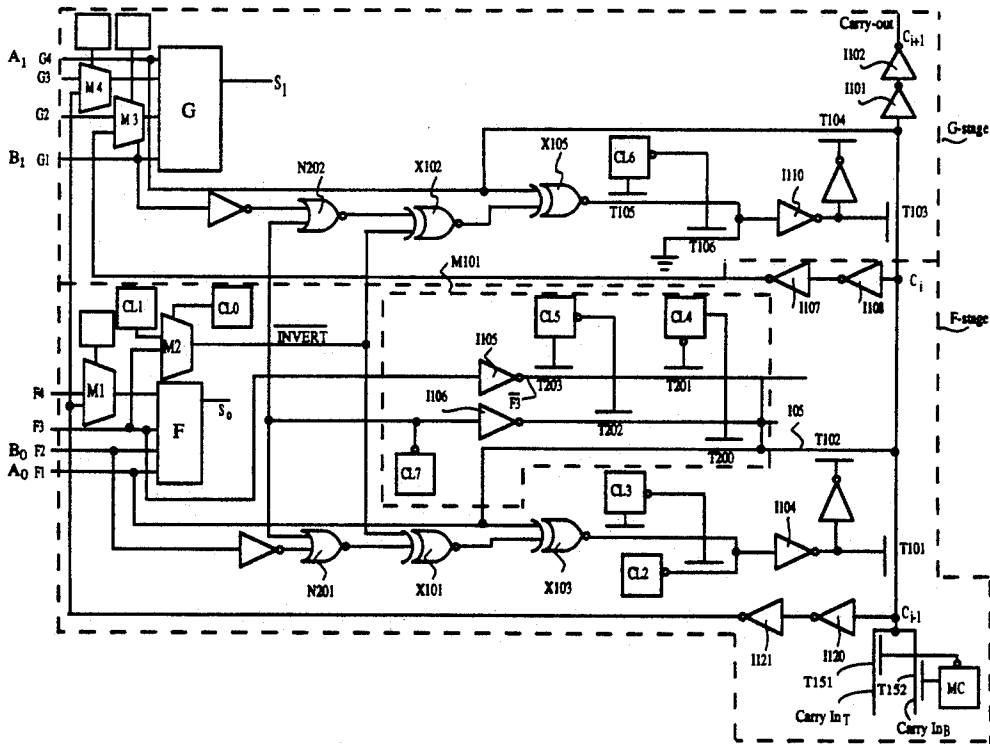 Carry-out
C i+1
I102
A1 G4
G3
M4
S1
I101
G
G2
M3
T104
G-stage
B1 G1
X105
CL6
N202
X102
I110
T105
T103
T106
M101
Ci
I107
I108
F-stage
CL1
CL0
CL5
CL4
M2
INVERT
I105
T203
F3
T201
F4
M1
I106
S0
I05
F3
F
T202
T102
B0 F2
T200
A0 F1
CL7
CL3
I104
T101
CL2
N201
X101
X103
Ci-1
I121
I120
T151
T152
MC
Carry InT
Carry InB